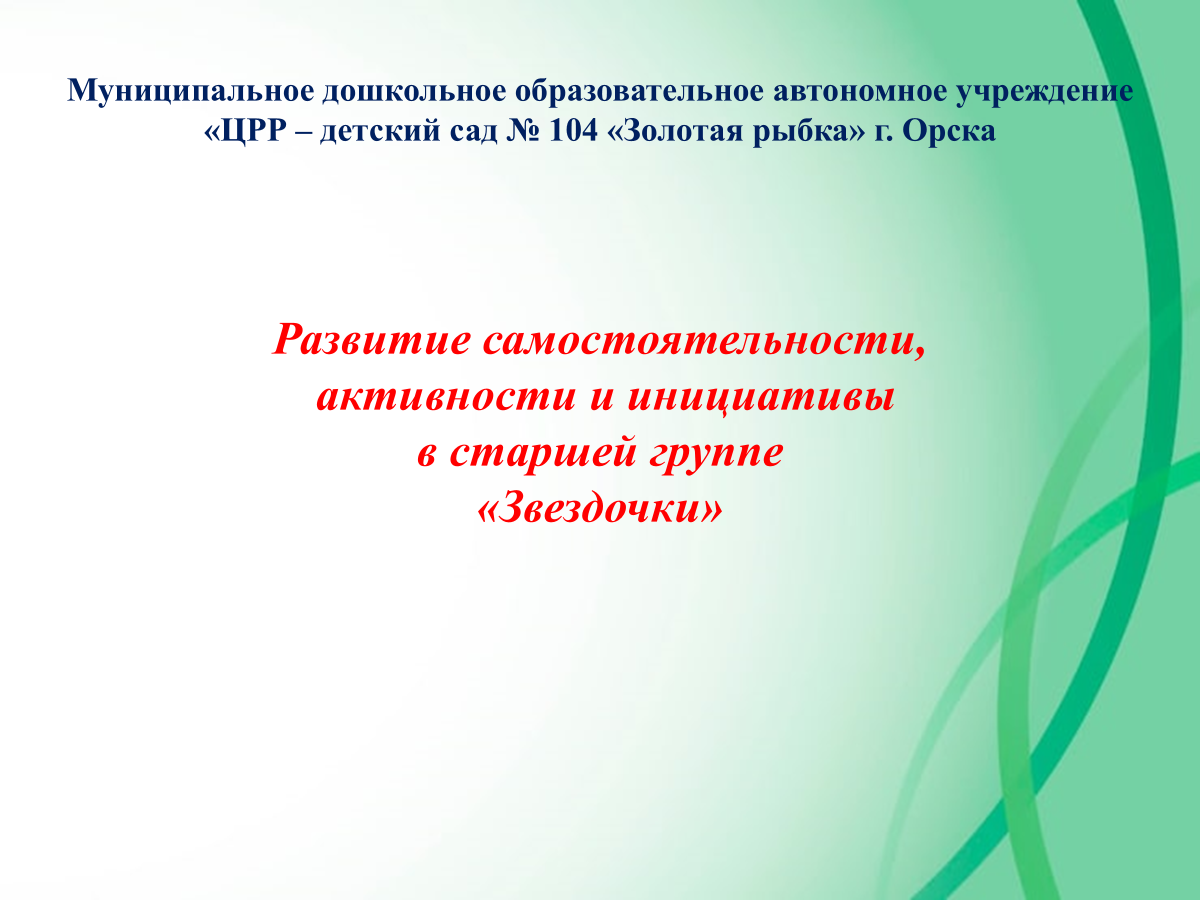 Муниципальное дошкольное образовательное автономное учреждение
«ЦРР – детский сад № 104 «Золотая рыбка» г. Орска
Развитие самостоятельности,
активности и инициативы
в старшей группе
«Звездочки»